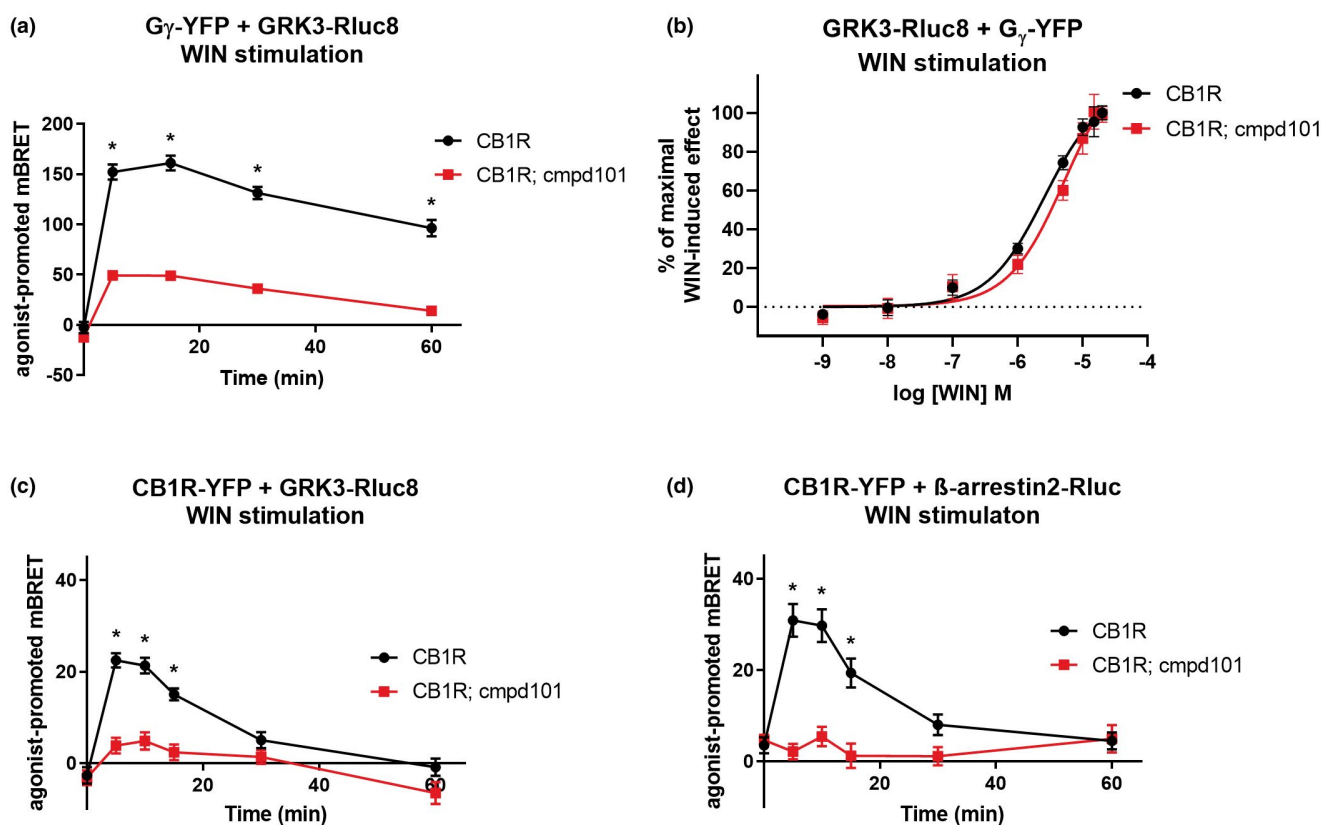 (a)
Gγ-YFP + GRK3-Rluc8
WIN stimulation
agonist-promoted mBRET
200
150
100
50
0
-50
20
40
60
Time (min)
*
*
*
*
CB1R
CB1R; cmpd101
(b)
GRK3-Rluc8 + Gγ-YFP
WIN stimulation
% of maximal
WIN-induced effect
100
80
60
40
20
0
-9
-8
-7
-6
-5
-4
log [WIN] M
CB1R
CB1R; cmpd101
(c)
CB1R-YFP + GRK3-Rluc8
WIN stimulation
agonist-promoted mBRET
40
20
0
20
40
60
Time (min)
*
*
*
CB1R
CB1R; cmpd101
(d)
CB1R-YFP + ß-arrestin2-Rluc
WIN stimulaton
agonist-promoted mBRET
40
20
0
20
40
60
Time (min)
*
*
*
CB1R
CB1R; cmpd101